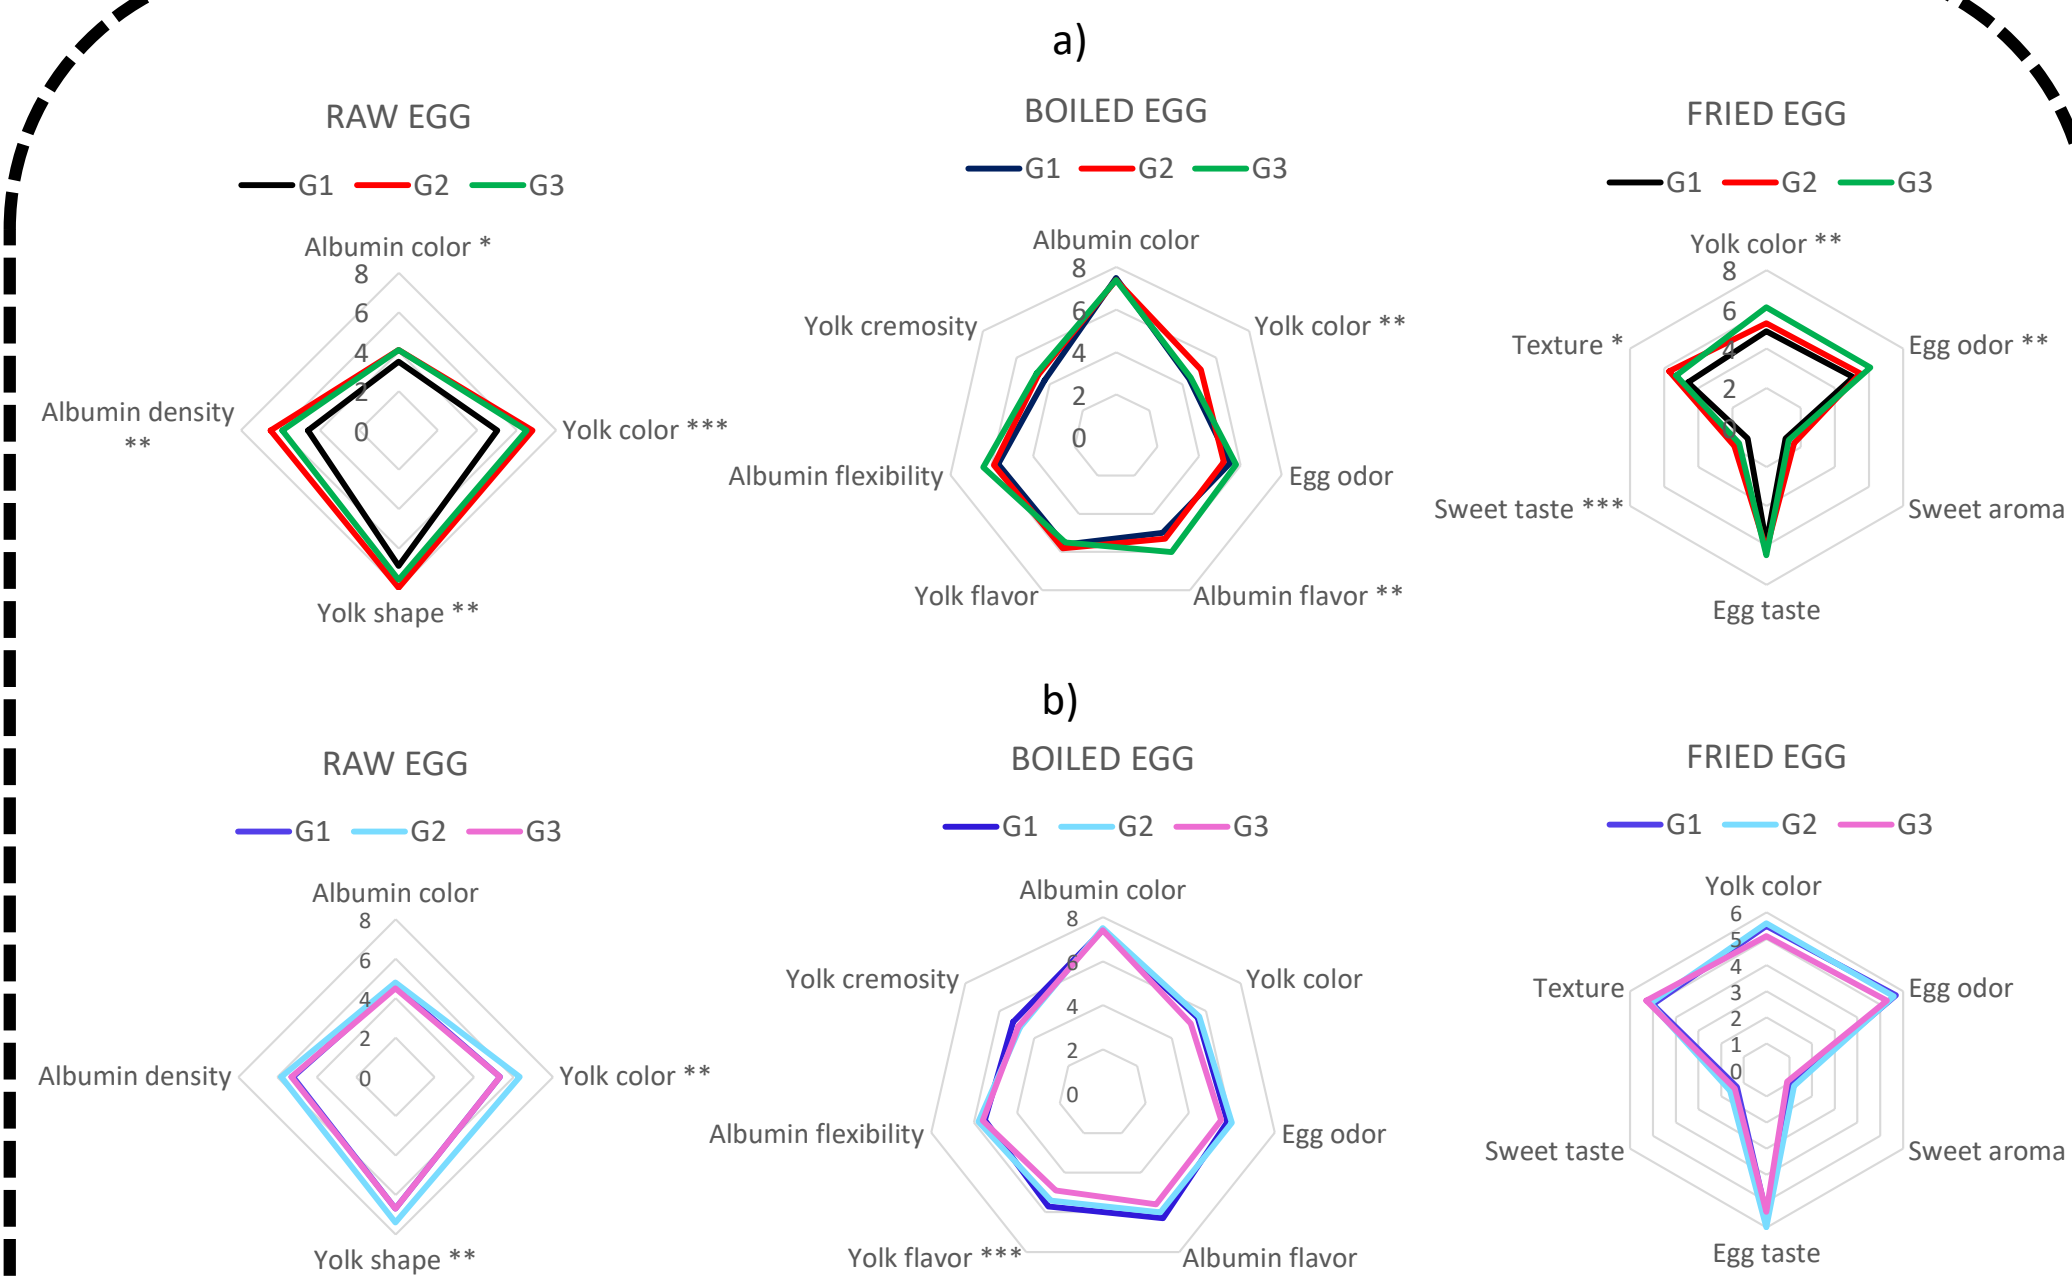 a)
RAW EGG
G1 G2 G3
Albumin color *
8
6
4
2
0
Yolk color ***
Yolk shape **
Albumin density
**
BOILED EGG
G1 G2 G3
Albumin color
8
6
4
2
0
Yolk color **
Egg odor
Albumin flavor **
Yolk flavor
Albumin flexibility
Yolk cremosity
FRIED EGG
G1 G2 G3
Yolk color **
8
6
4
2
0
Egg odor **
Sweet aroma
Egg taste
Sweet taste ***
Texture *
b)
RAW EGG
G1 G2 G3
Albumin color
8
6
4
2
0
Yolk color **
Yolk shape **
Albumin density
BOILED EGG
G1 G2 G3
Albumin color
8
6
4
2
0
Yolk color
Egg odor
Albumin flavor
Yolk flavor ***
Albumin flexibility
Yolk cremosity
FRIED EGG
G1 G2 G3
Yolk color
6
5
4
3
2
1
0
Egg odor
Sweet aroma
Egg taste
Sweet taste
Texture